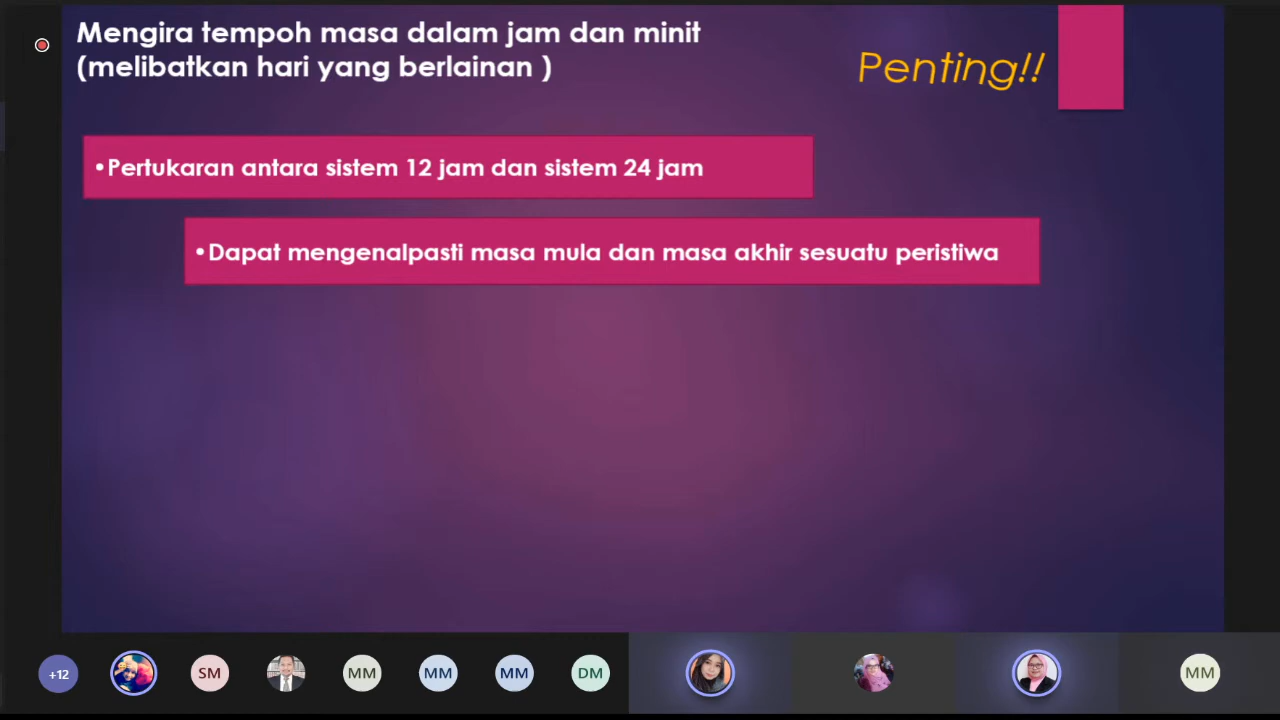 Mengira tempoh masa dalam jam dan minit
(melibatkan hari yang berlainan )
Penting!!
•Pertukaran antara sistem 12 jam dan sistem 24 jam
•Dapat mengenalpasti masa mula dan masa akhir sesuatu peristiwa
+12
SM
MM
MM
MM
DM
MM